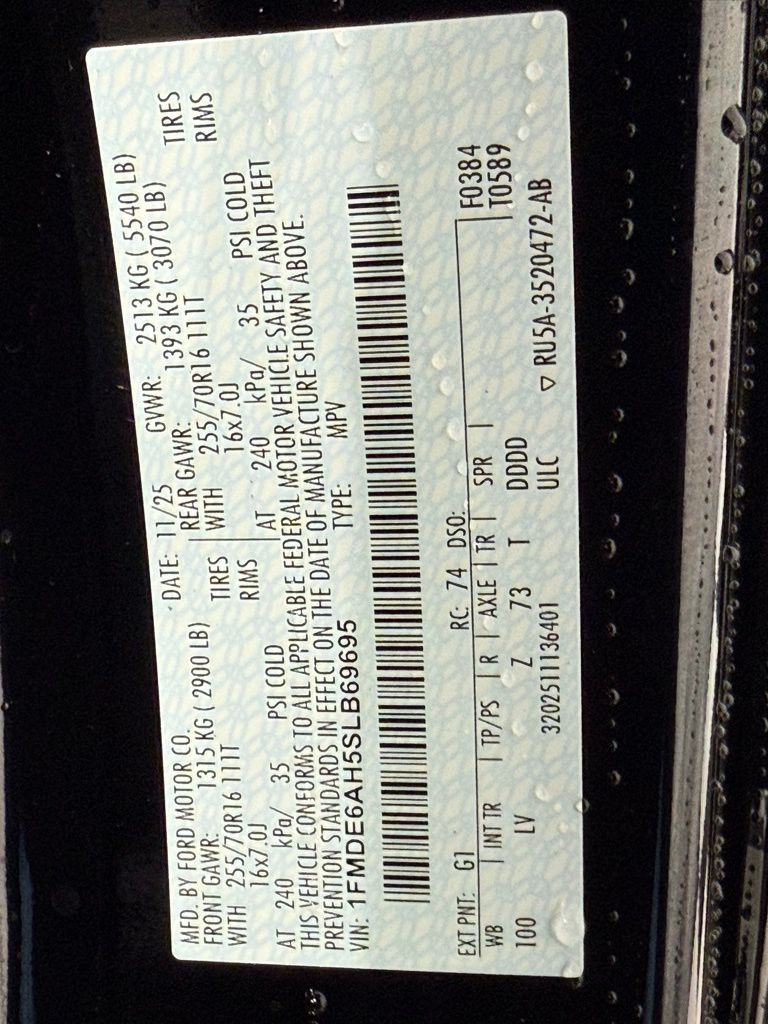 MFD. BY FORD MOTOR CO.
DATE: 11/25 GVWR: 2513 KG ( 5540 LB)
FRONT GAWR: 1315 KG ( 2900 LB)
REAR GAWR: 1393 KG ( 3070 LB)
WITH 255/70R16 111T TIRES
WITH 255/70R16 111T TIRES
16x7.0J RIMS
16x7.0J RIMS
AT 240 kPa/ 35 PSI COLD
AT 240 kPa/ 35 PSI COLD
THIS VEHICLE CONFORMS TO ALL APPLICABLE FEDERAL MOTOR VEHICLE SAFETY AND THEFT
PREVENTION STANDARDS IN EFFECT ON THE DATE OF MANUFACTURE SHOWN ABOVE.
VIN: 1FMDE6AH5SLB69695 TYPE: MPV
EXT PNT: G1 RC: 74 DSO: F0384
WB | INT TR | TP/PS | R | AXLE | TR | SPR | T0589
100 LV Z 73 T DDDD
3202511136401 ULC ▽ RU5A-3520472-AB